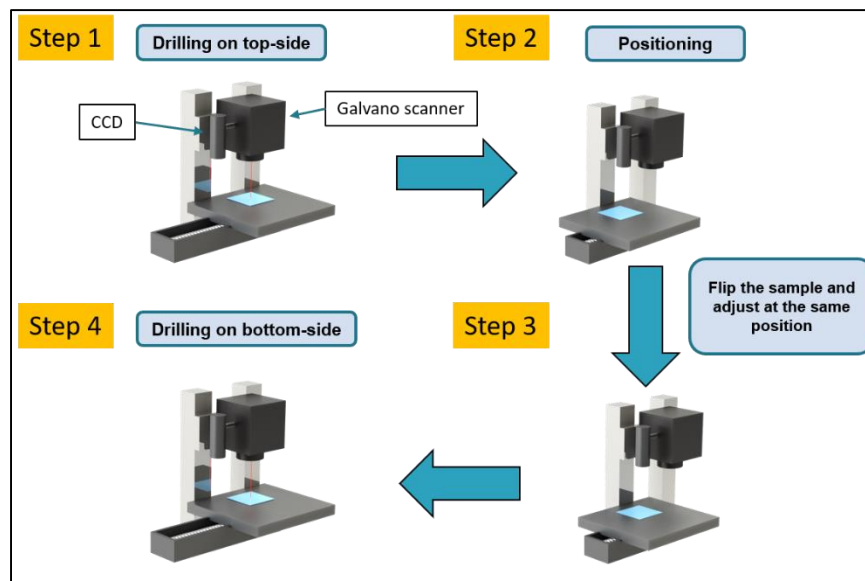 Step 1
Drilling on top-side
CCD
Galvano scanner
Step 2
Positioning
Flip the sample and
adjust at the same
position
Step 3
Step 4
Drilling on bottom-side